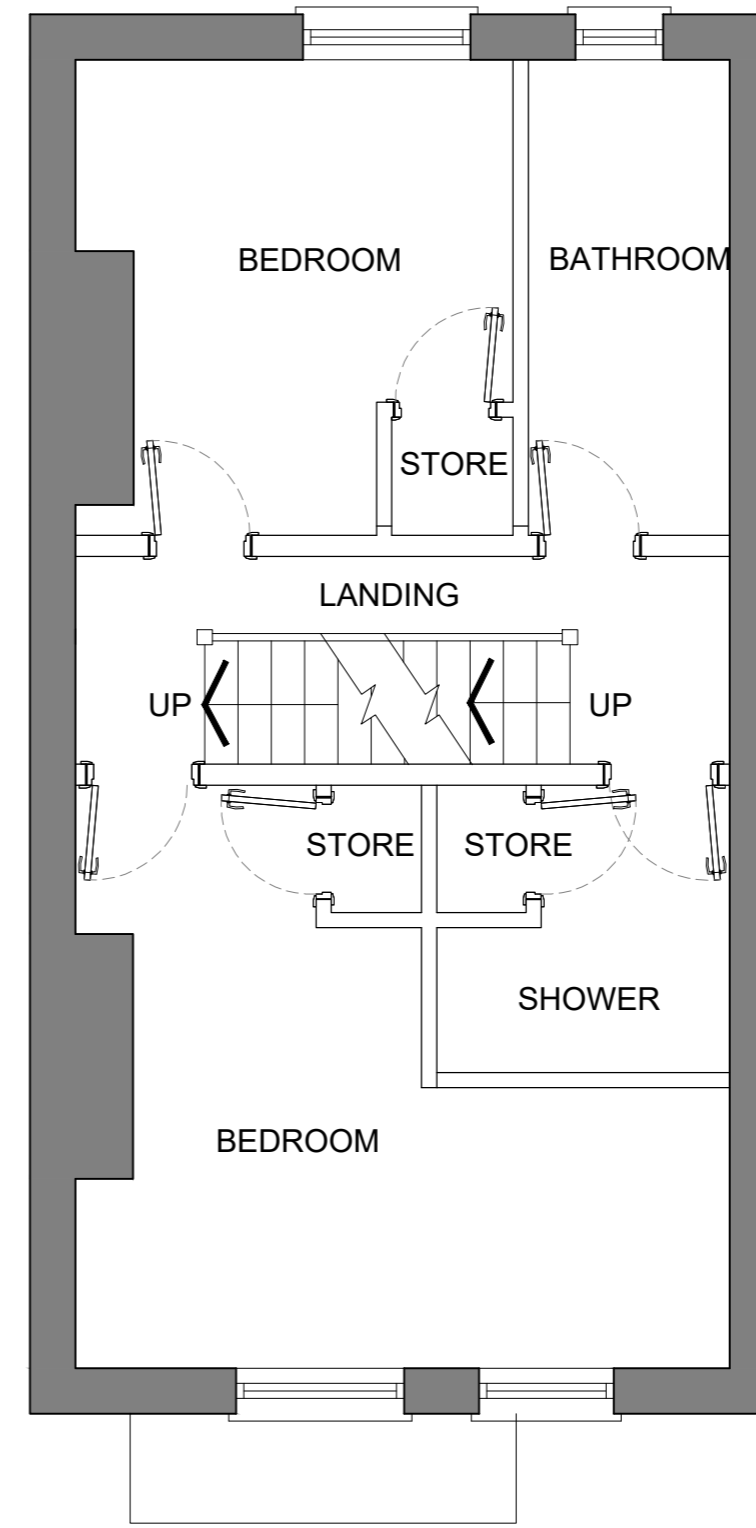 BEDROOM
BATHROOM
STORE
LANDING
UP
UP
STORE
STORE
SHOWER
BEDROOM